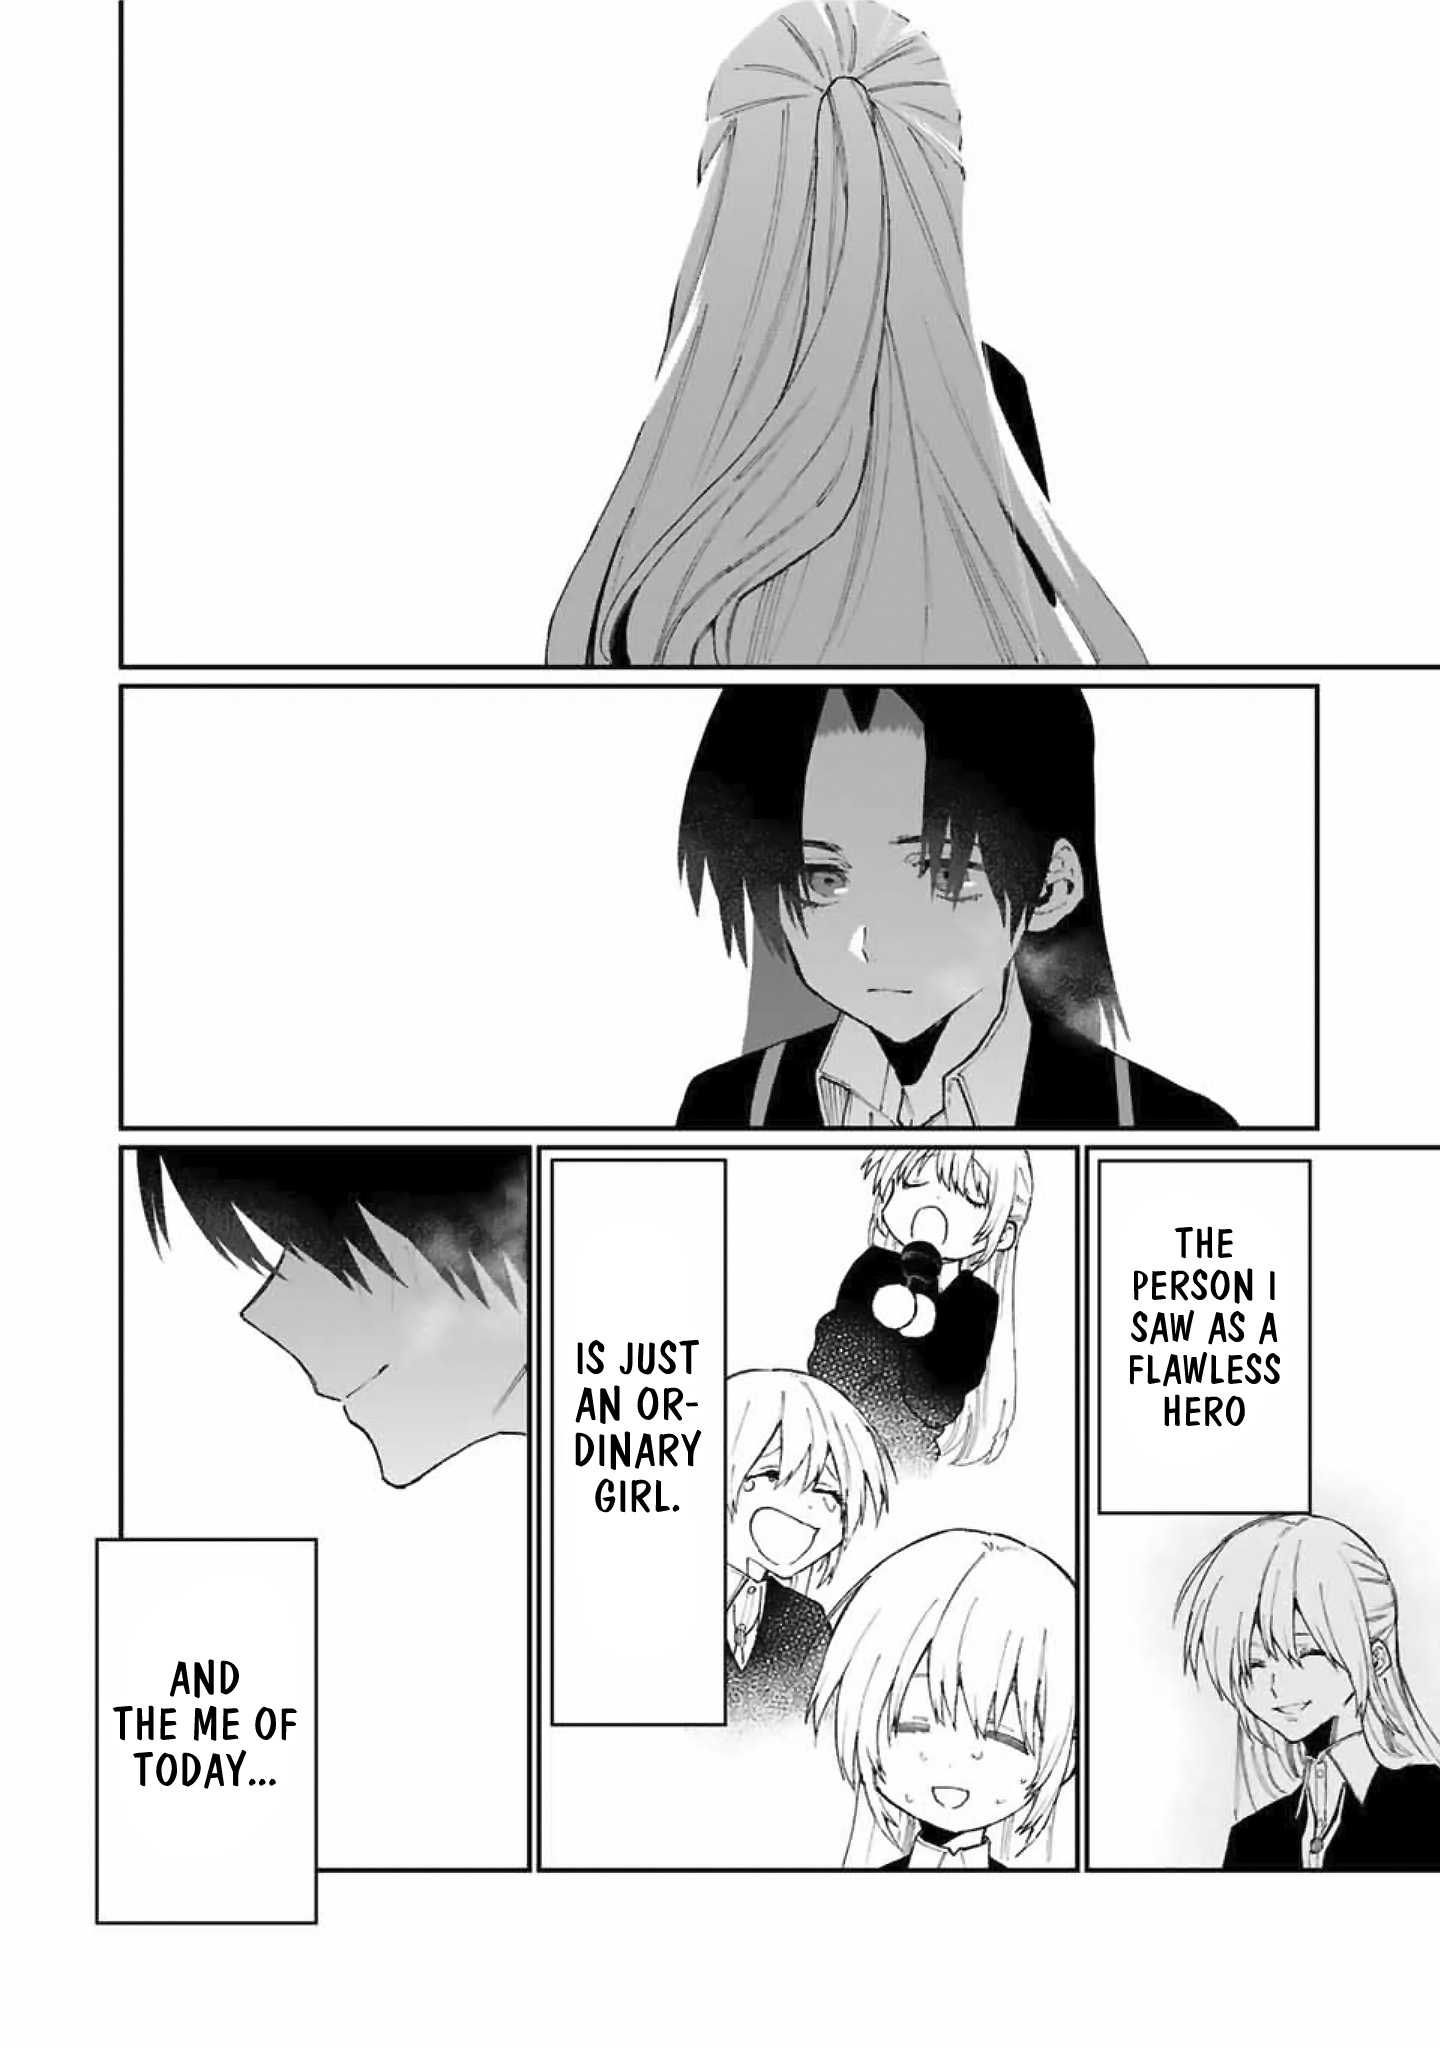 THE
PERSON I
SAW AS A
FLAWLESS
HERO
IS JUST
AN OR-
DINARY
GIRL.
AND
THE ME OF
TODAY...